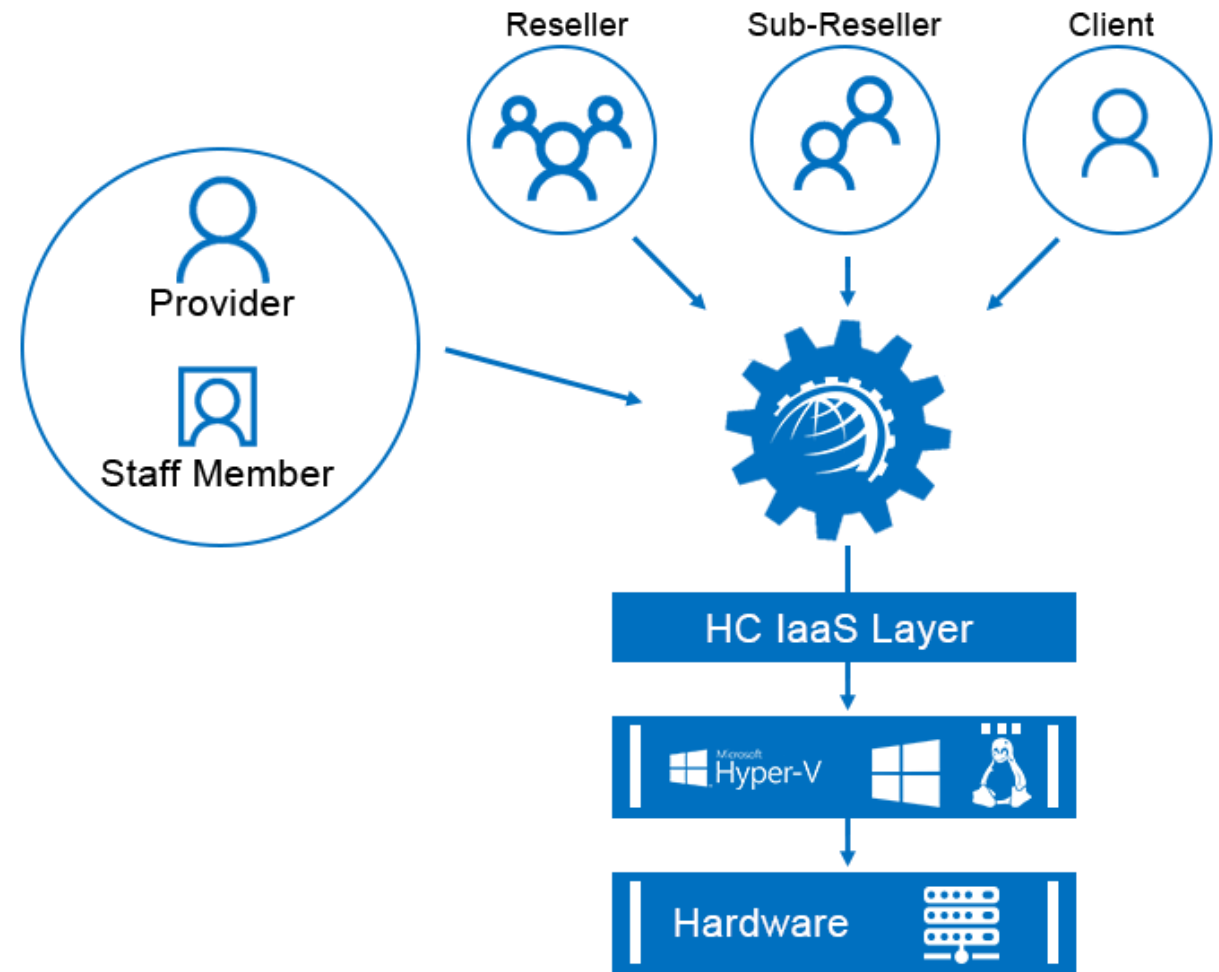 Reseller
Sub-Reseller
Client
Provider
Staff Member
HC IaaS Layer
Microsoft
Hyper-V
Hardware